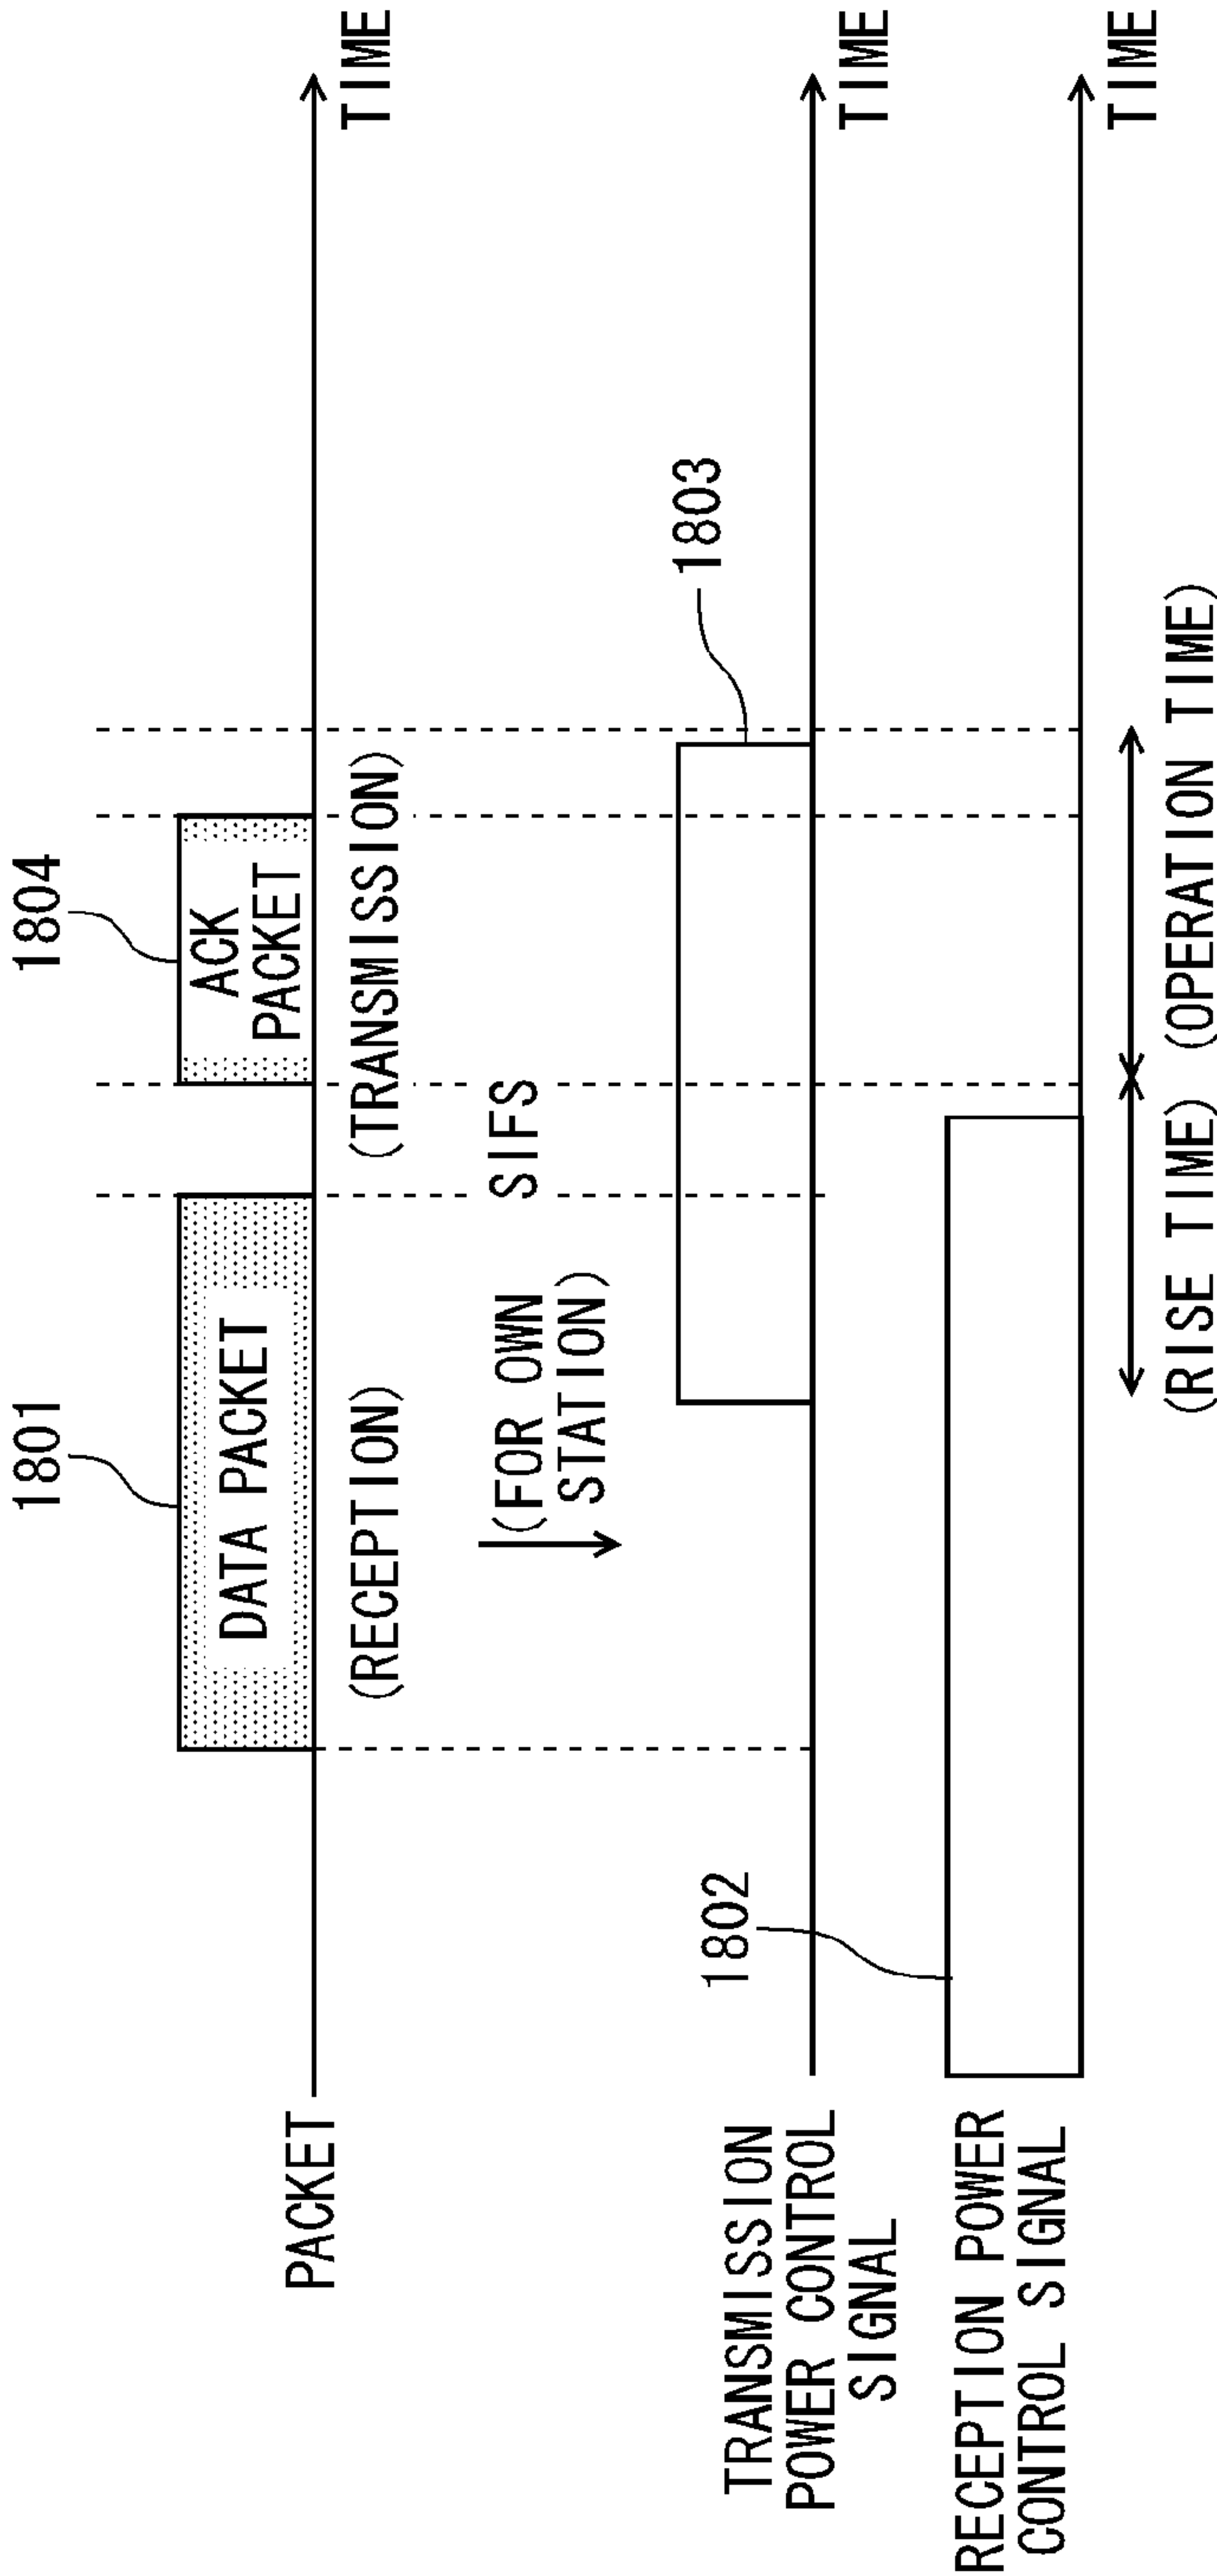 1801
1804
PACKET
DATA PACKET
ACK
PACKET
TIME
(RECEPTION)
(TRANSMISSION)
(FOR OWN
STATION)
SIFS
1802
1803
TRANSMISSION
POWER CONTROL
SIGNAL
TIME
RECEPTION POWER
CONTROL SIGNAL
TIME
(RISE TIME)
(OPERATION TIME)